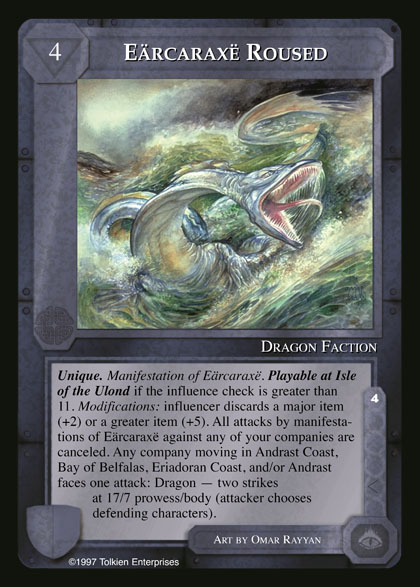 4
EÄRCARAXË ROUSED
DRAGON FACTION
Unique. Manifestation of Eärcaraxë. Playable at Isle
of the Ulond if the influence check is greater than
11. Modifications: influencer discards a major item
(+2) or a greater item (+5). All attacks by manifesta-
tions of Eärcaraxë against any of your companies are
canceled. Any company moving in Andrast Coast,
Bay of Belfalas, Eriadoran Coast, and/or Andrast
faces one attack: Dragon — two strikes
at 17/7 prowess/body (attacker chooses
defending characters).
4
ART BY OMAR RAYYAN
©1997 Tolkien Enterprises